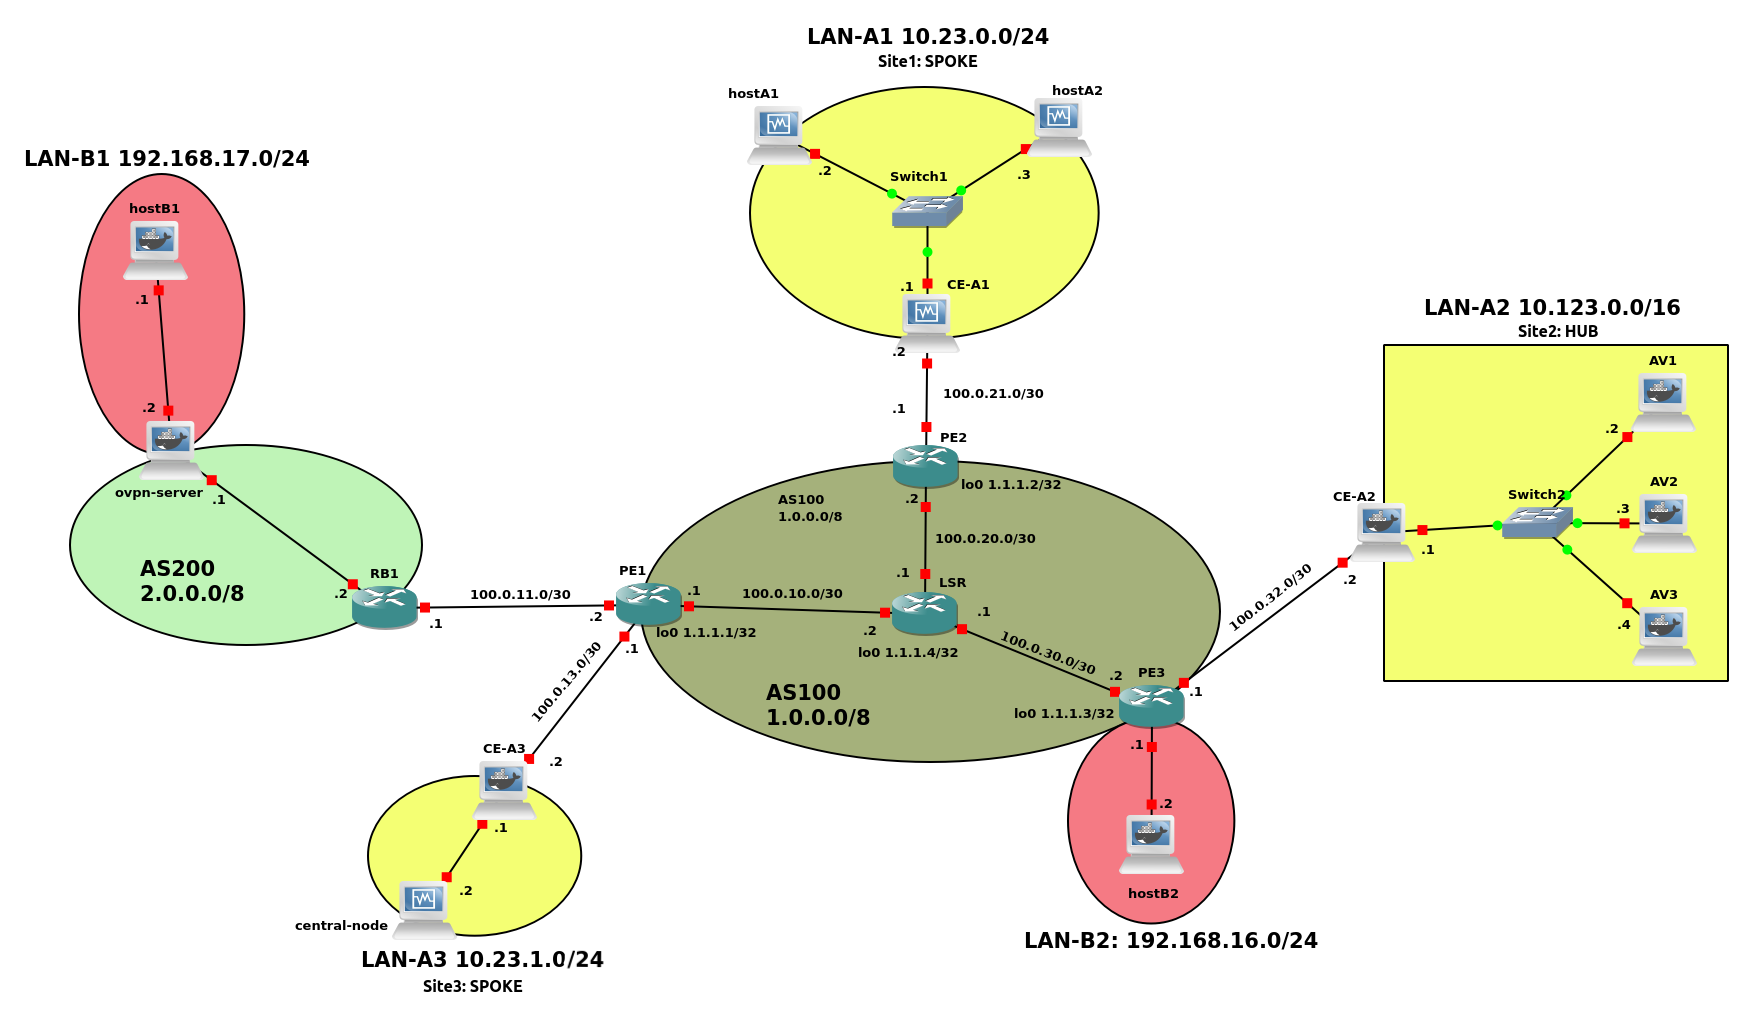 LAN-A1 10.23.0.0/24
Site1: SPOKE
hostA1
hostA2
.2
.3
Switch1
.1
CE-A1
.2
100.0.21.0/30
.1
LAN-B1 192.168.17.0/24
hostB1
.1
.2
ovpn-server
.1
AS200
2.0.0.0/8
RB1
.2
.1
100.0.11.0/30
.2
PE1
.1
lo0 1.1.1.1/32
.1
100.0.13.0/30
CE-A3
.2
.1
.2
central-node
LAN-A3 10.23.1.0/24
Site3: SPOKE
PE2
lo0 1.1.1.2/32
.2
AS100
1.0.0.0/8
100.0.20.0/30
.1
LSR
100.0.10.0/30
.2
.1
lo0 1.1.1.4/32
100.0.30.0/30
AS100
1.0.0.0/8
.2
PE3
.1
lo0 1.1.1.3/32
.1
.2
hostB2
LAN-B2: 192.168.16.0/24
100.0.32.0/30
LAN-A2 10.123.0.0/16
Site2: HUB
CE-A2
.2
.1
Switch2
AV1
.2
AV2
.3
AV3
.4